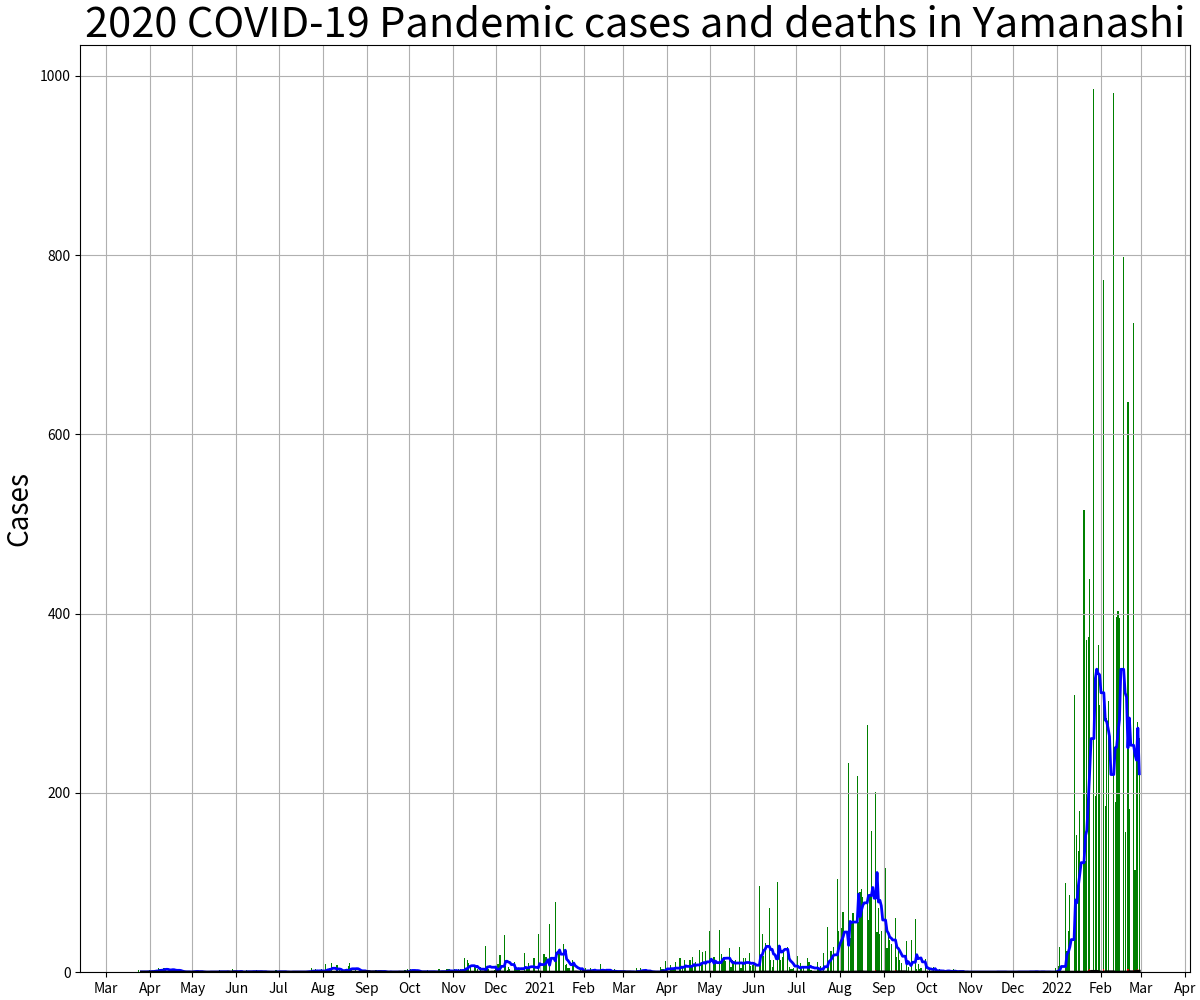 2020 COVID-19 Pandemic cases and deaths in Yamanashi
1000
800
600
400
200
0
Cases
Mar Apr May Jun Jul Aug Sep Oct Nov Dec 2021 Feb Mar Apr May Jun Jul Aug Sep Oct Nov Dec 2022 Feb Mar Apr